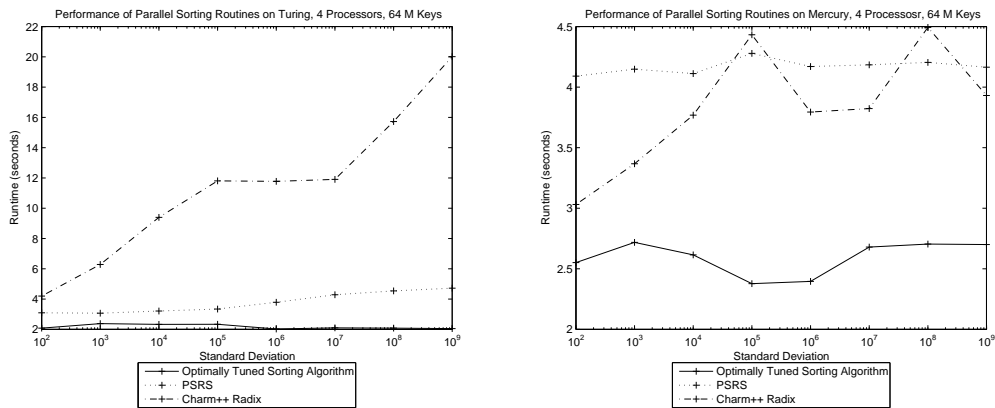 Performance of Parallel Sorting Routines on Turing, 4 Processors, 64 M Keys
22
20
18
16
14
12
10
8
6
4
2
Runtime (seconds)
10^2 10^3 10^4 10^5 10^6 10^7 10^8 10^9
Standard Deviation
Optimally Tuned Sorting Algorithm
PSRS
Charm++ Radix
Performance of Parallel Sorting Routines on Mercury, 4 Processosr, 64 M Keys
4.5
4
3.5
3
2.5
2
Runtime (seconds)
10^2 10^3 10^4 10^5 10^6 10^7 10^8 10^9
Standard Deviation
Optimally Tuned Sorting Algorithm
PSRS
Charm++ Radix